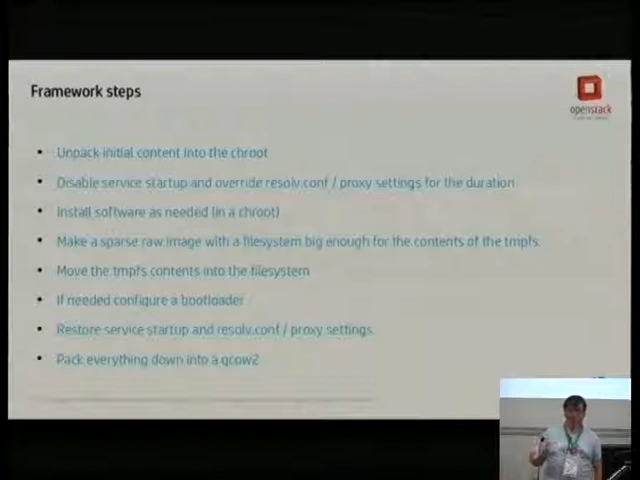 Framework steps
openstack
• Unpack initial content into the chroot
• Disable service startup and override resolv.conf / proxy settings for the duration
• Install software as needed (in a chroot)
• Make a sparse raw image with a filesystem big enough for the contents of the tmpfs
• Move the tmpfs contents into the filesystem
• If needed configure a bootloader
• Restore service startup and resolv.conf / proxy settings
• Pack everything down into a qcow2